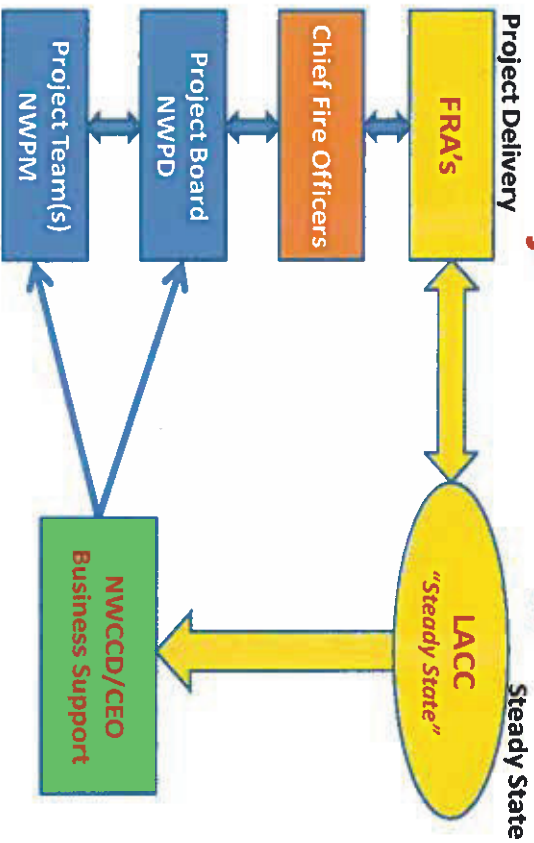 Project Delivery
Steady State
FRA's
LACC
"Steady State"
Chief Fire Officers
Project Board
NWPD
Project Team(s)
NWPM
NWCCD/CEO
Business Support